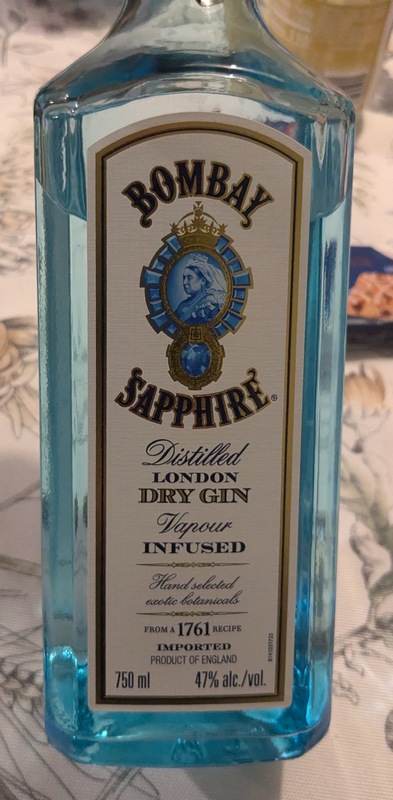 BOMBAY
SAPPHIRE®
Distilled
LONDON
DRY GIN
Vapour
INFUSED
Hand selected
exotic botanicals
FROM A 1761 RECIPE
IMPORTED
PRODUCT OF ENGLAND
750 ml 47% alc./vol.